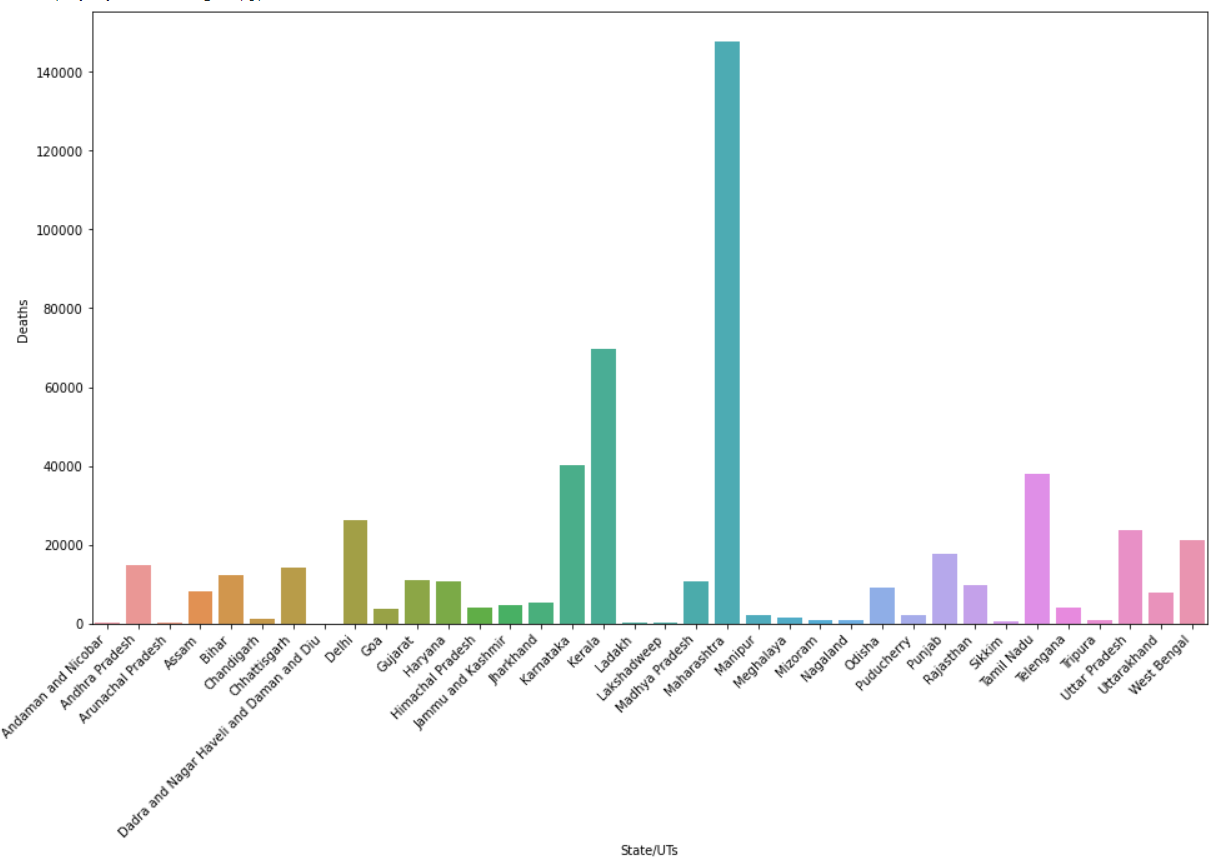 140000
120000
100000
80000
60000
40000
20000
0
Deaths
Andaman and Nicobar
Andhra Pradesh
Arunachal Pradesh
Assam
Bihar
Chandigarh
Chhattisgarh
Dadra and Nagar Haveli and Daman and Diu
Delhi
Goa
Gujarat
Haryana
Himachal Pradesh
Jammu and Kashmir
Jharkhand
Karnataka
Kerala
Ladakh
Lakshadweep
Madhya Pradesh
Maharashtra
Manipur
Meghalaya
Mizoram
Nagaland
Odisha
Puducherry
Punjab
Rajasthan
Sikkim
Tamil Nadu
Telengana
Tripura
Uttar Pradesh
Uttarakhand
West Bengal
State/UTs